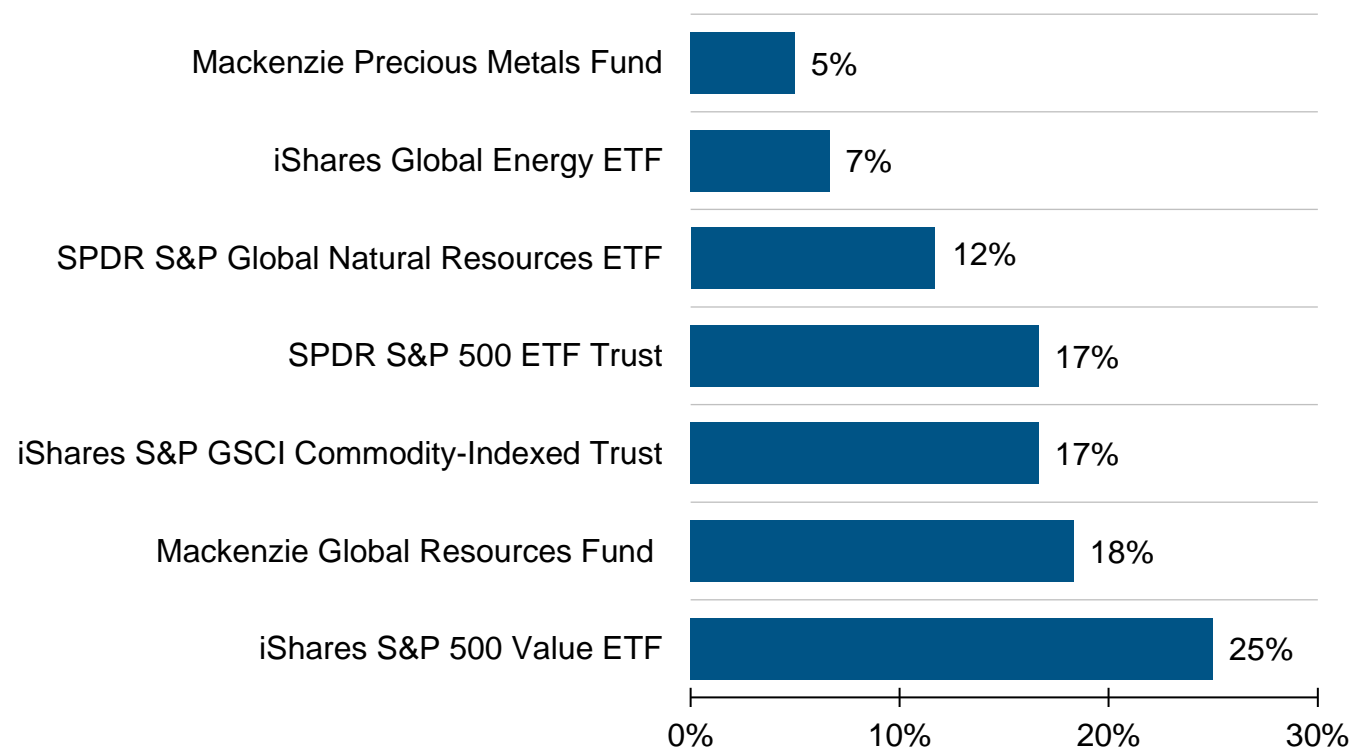 Mackenzie Precious Metals Fund 5%
iShares Global Energy ETF 7%
SPDR S&P Global Natural Resources ETF 12%
SPDR S&P 500 ETF Trust 17%
iShares S&P GSCI Commodity-Indexed Trust 17%
Mackenzie Global Resources Fund 18%
iShares S&P 500 Value ETF 25%
0% 10% 20% 30%